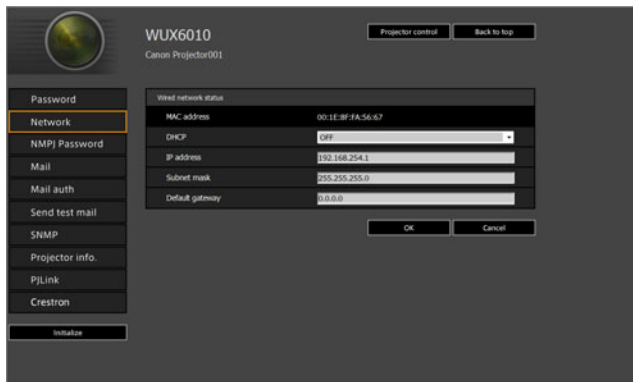 WUX6010
Projector control
Back to top
Canon Projector001
Password
Network
NMPJ Password
Mail
Mail auth
Send test mail
SNMP
Projector info.
PJLink
Crestron
Initialize
Wired network status
MAC address 00:1E:8F:FA:56:67
DHCP OFF
IP address 192.168.254.1
Subnet mask 255.255.255.0
Default gateway 0.0.0.0
OK
Cancel